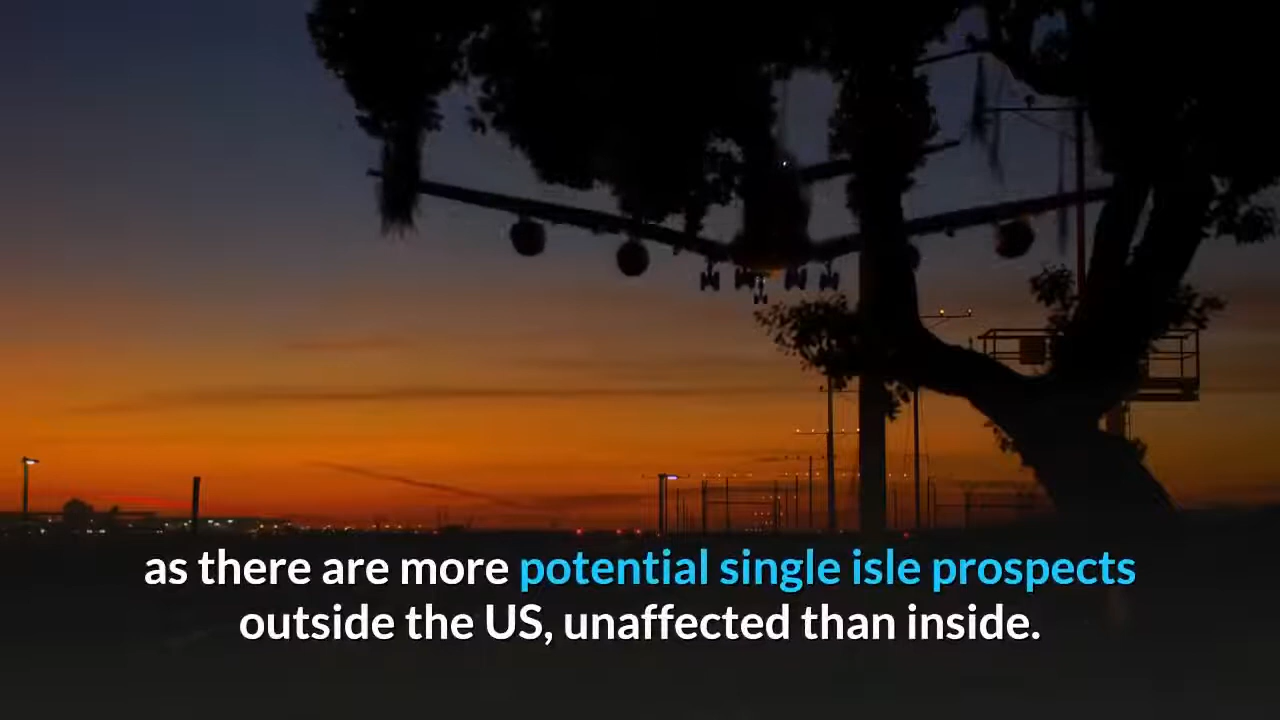 as there are more potential single isle prospects
outside the US, unaffected than inside.